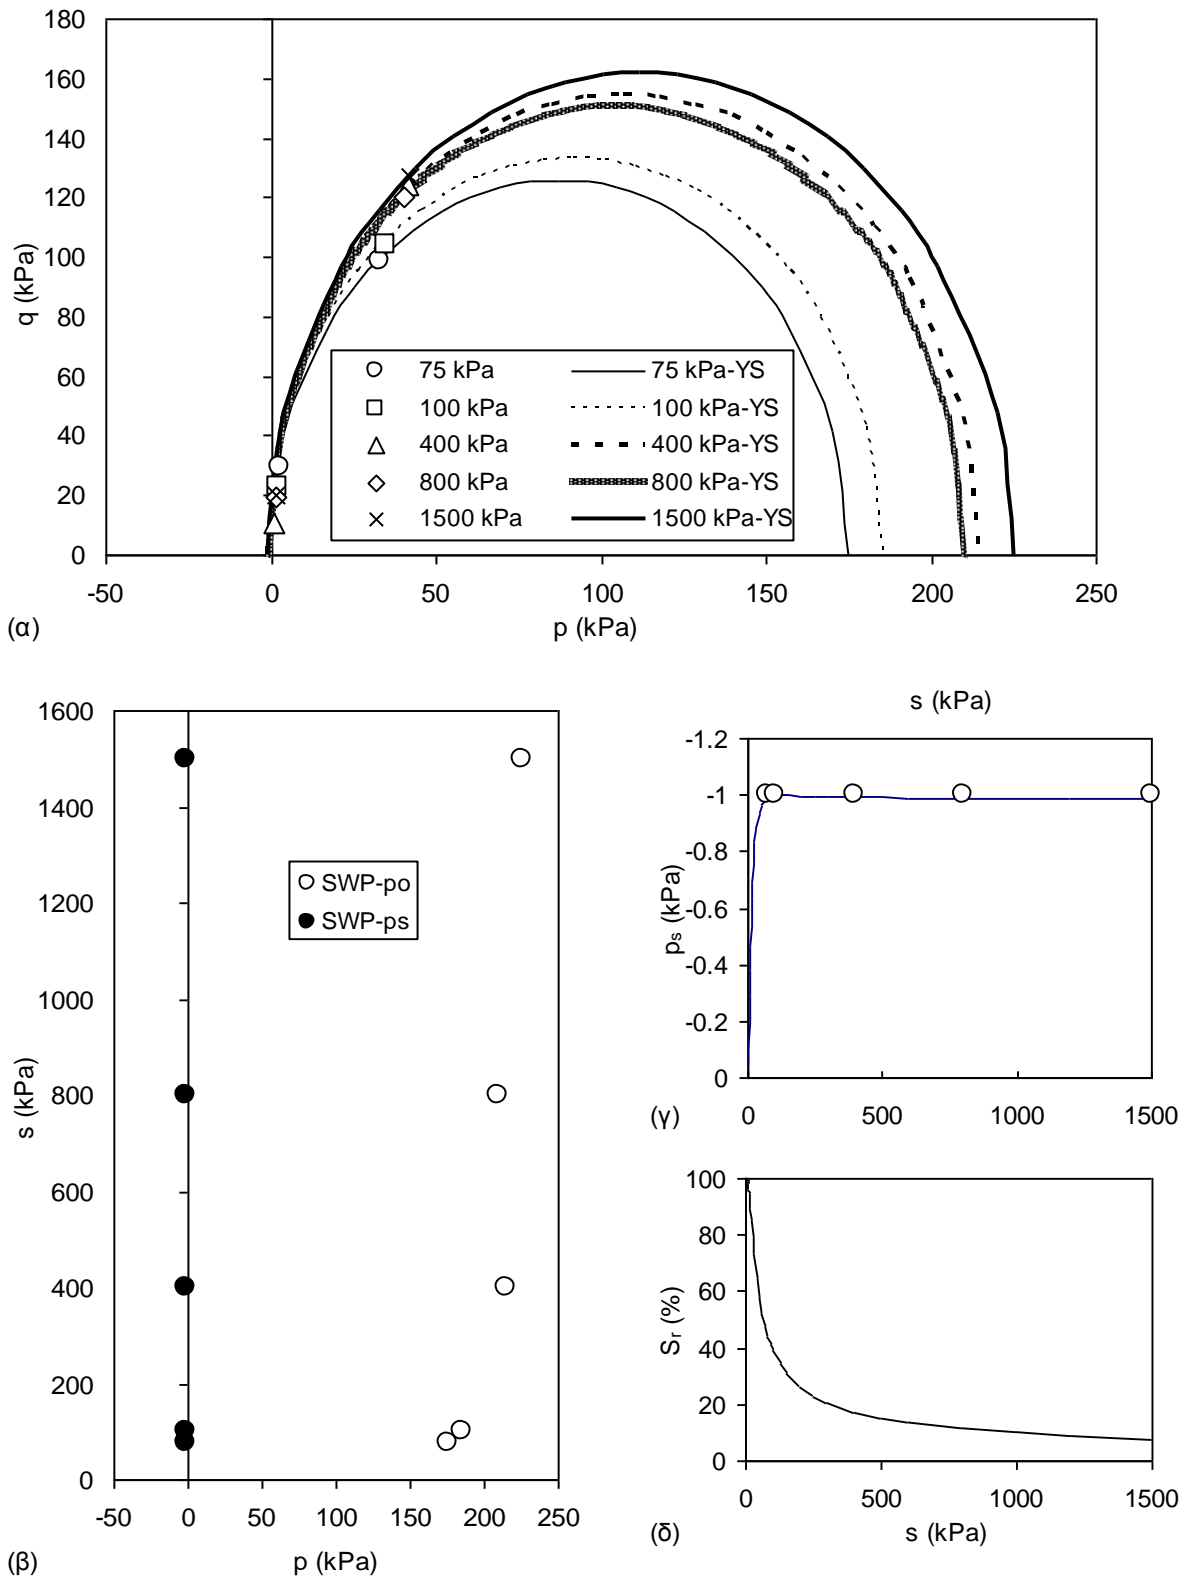 180
160
140
120
100
80
60
40
20
0
q (kPa)
75 kPa 75 kPa-YS
100 kPa 100 kPa-YS
400 kPa 400 kPa-YS
800 kPa 800 kPa-YS
1500 kPa 1500 kPa-YS
-50 0 50 100 150 200 250
p (kPa)
(α)
1600
1400
1200
1000
800
600
400
200
0
s (kPa)
SWP-po
SWP-ps
-50 0 50 100 150 200 250
p (kPa)
(β)
s (kPa)
-1.2
-1
-0.8
-0.6
-0.4
-0.2
0
ps (kPa)
0 500 1000 1500
(γ)
100
80
60
40
20
0
Sr (%)
0 500 1000 1500
s (kPa)
(δ)